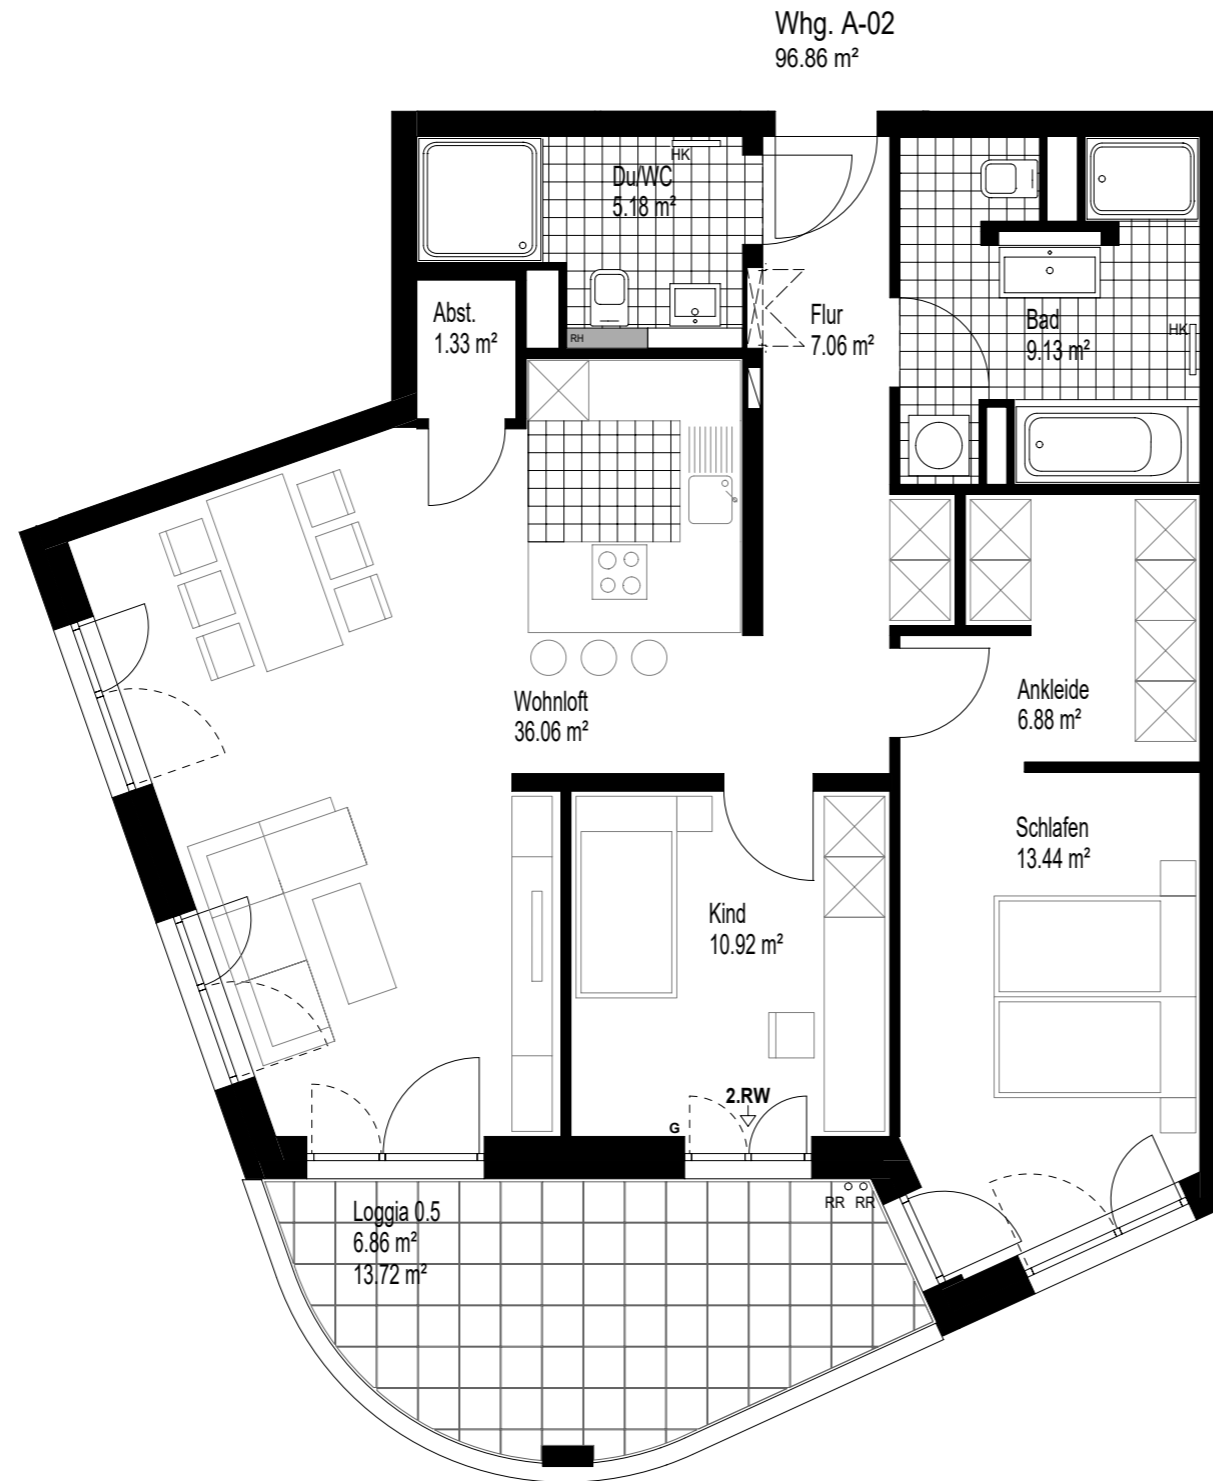 Whg. A-02
96.86 m²
HK
Du/WC
5.18 m²
Abst.
1.33 m²
RH
Flur
7.06 m²
Bad
9.13 m²
HK
Wohnloft
36.06 m²
Ankleide
6.88 m²
Schlafen
13.44 m²
Kind
10.92 m²
2.RW
G
RR RR
Loggia 0.5
6.86 m²
13.72 m²